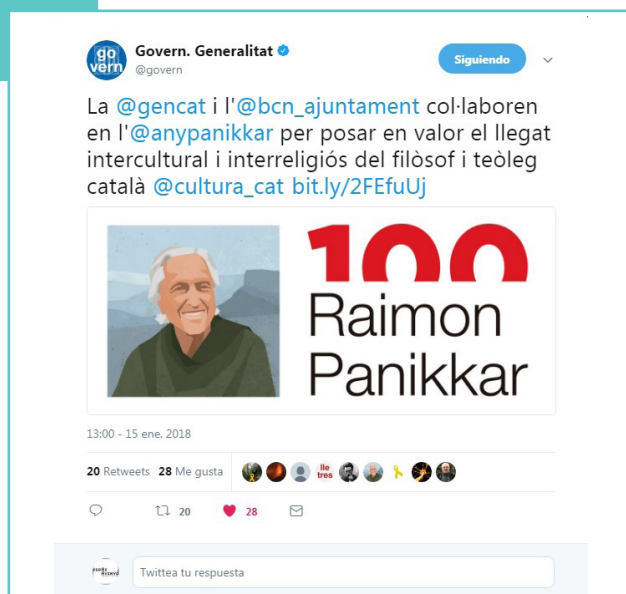 go
vern
Govern. Generalitat
@govern
Siguiendo
La @gencat i l'@bcn_ajuntament col·laboren
en l'@anypanikkar per posar en valor el llegat
intercultural i interreligiós del filòsof i teòleg
català @cultura_cat bit.ly/2FEfuUj
100
Raimon
Panikkar
13:00 - 15 ene. 2018
20 Retweets 28 Me gusta
lle
tres
20 28
Twittea tu respuesta